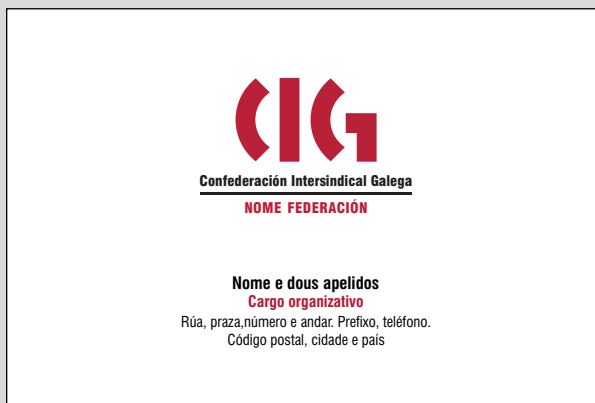 CIG
Confederación Intersindical Galega
NOME FEDERACIÓN
Nome e dous apelidos
Cargo organizativo
Rúa, praza,número e andar. Prefixo, teléfono.
Código postal, cidade e país